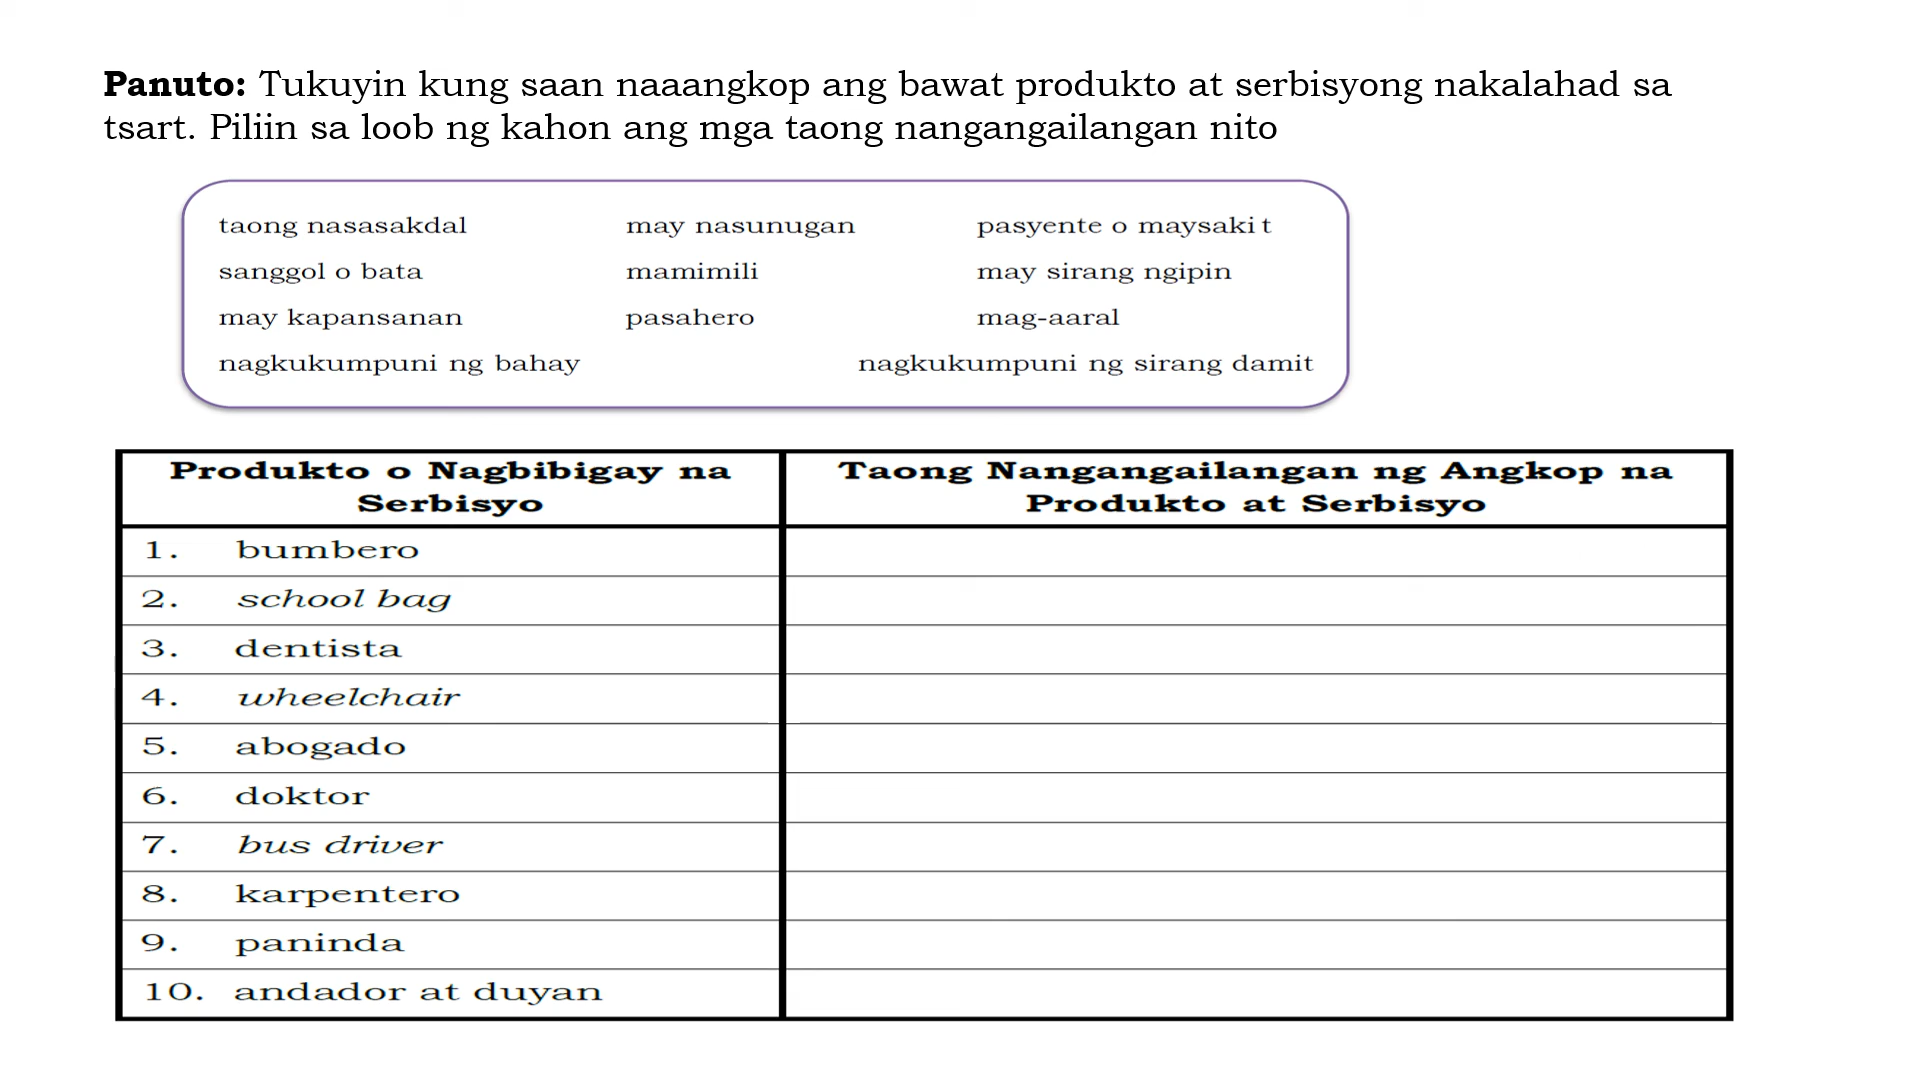 Panuto: Tukuyin kung saan naaangkop ang bawat produkto at serbisyong nakalahad sa
tsart. Piliin sa loob ng kahon ang mga taong nangangailangan nito
taong nasasakdal may nasunugan pasyente o maysakit
sanggol o bata mamimili may sirang ngipin
may kapansanan pasahero mag-aaral
nagkukumpuni ng bahay nagkukumpuni ng sirang damit
Produkto o Nagbibigay na
Serbisyo
Taong Nangangailangan ng Angkop na
Produkto at Serbisyo
1. bumbero
2. school bag
3. dentista
4. wheelchair
5. abogado
6. doktor
7. bus driver
8. karpentero
9. paninda
10. andador at duyan